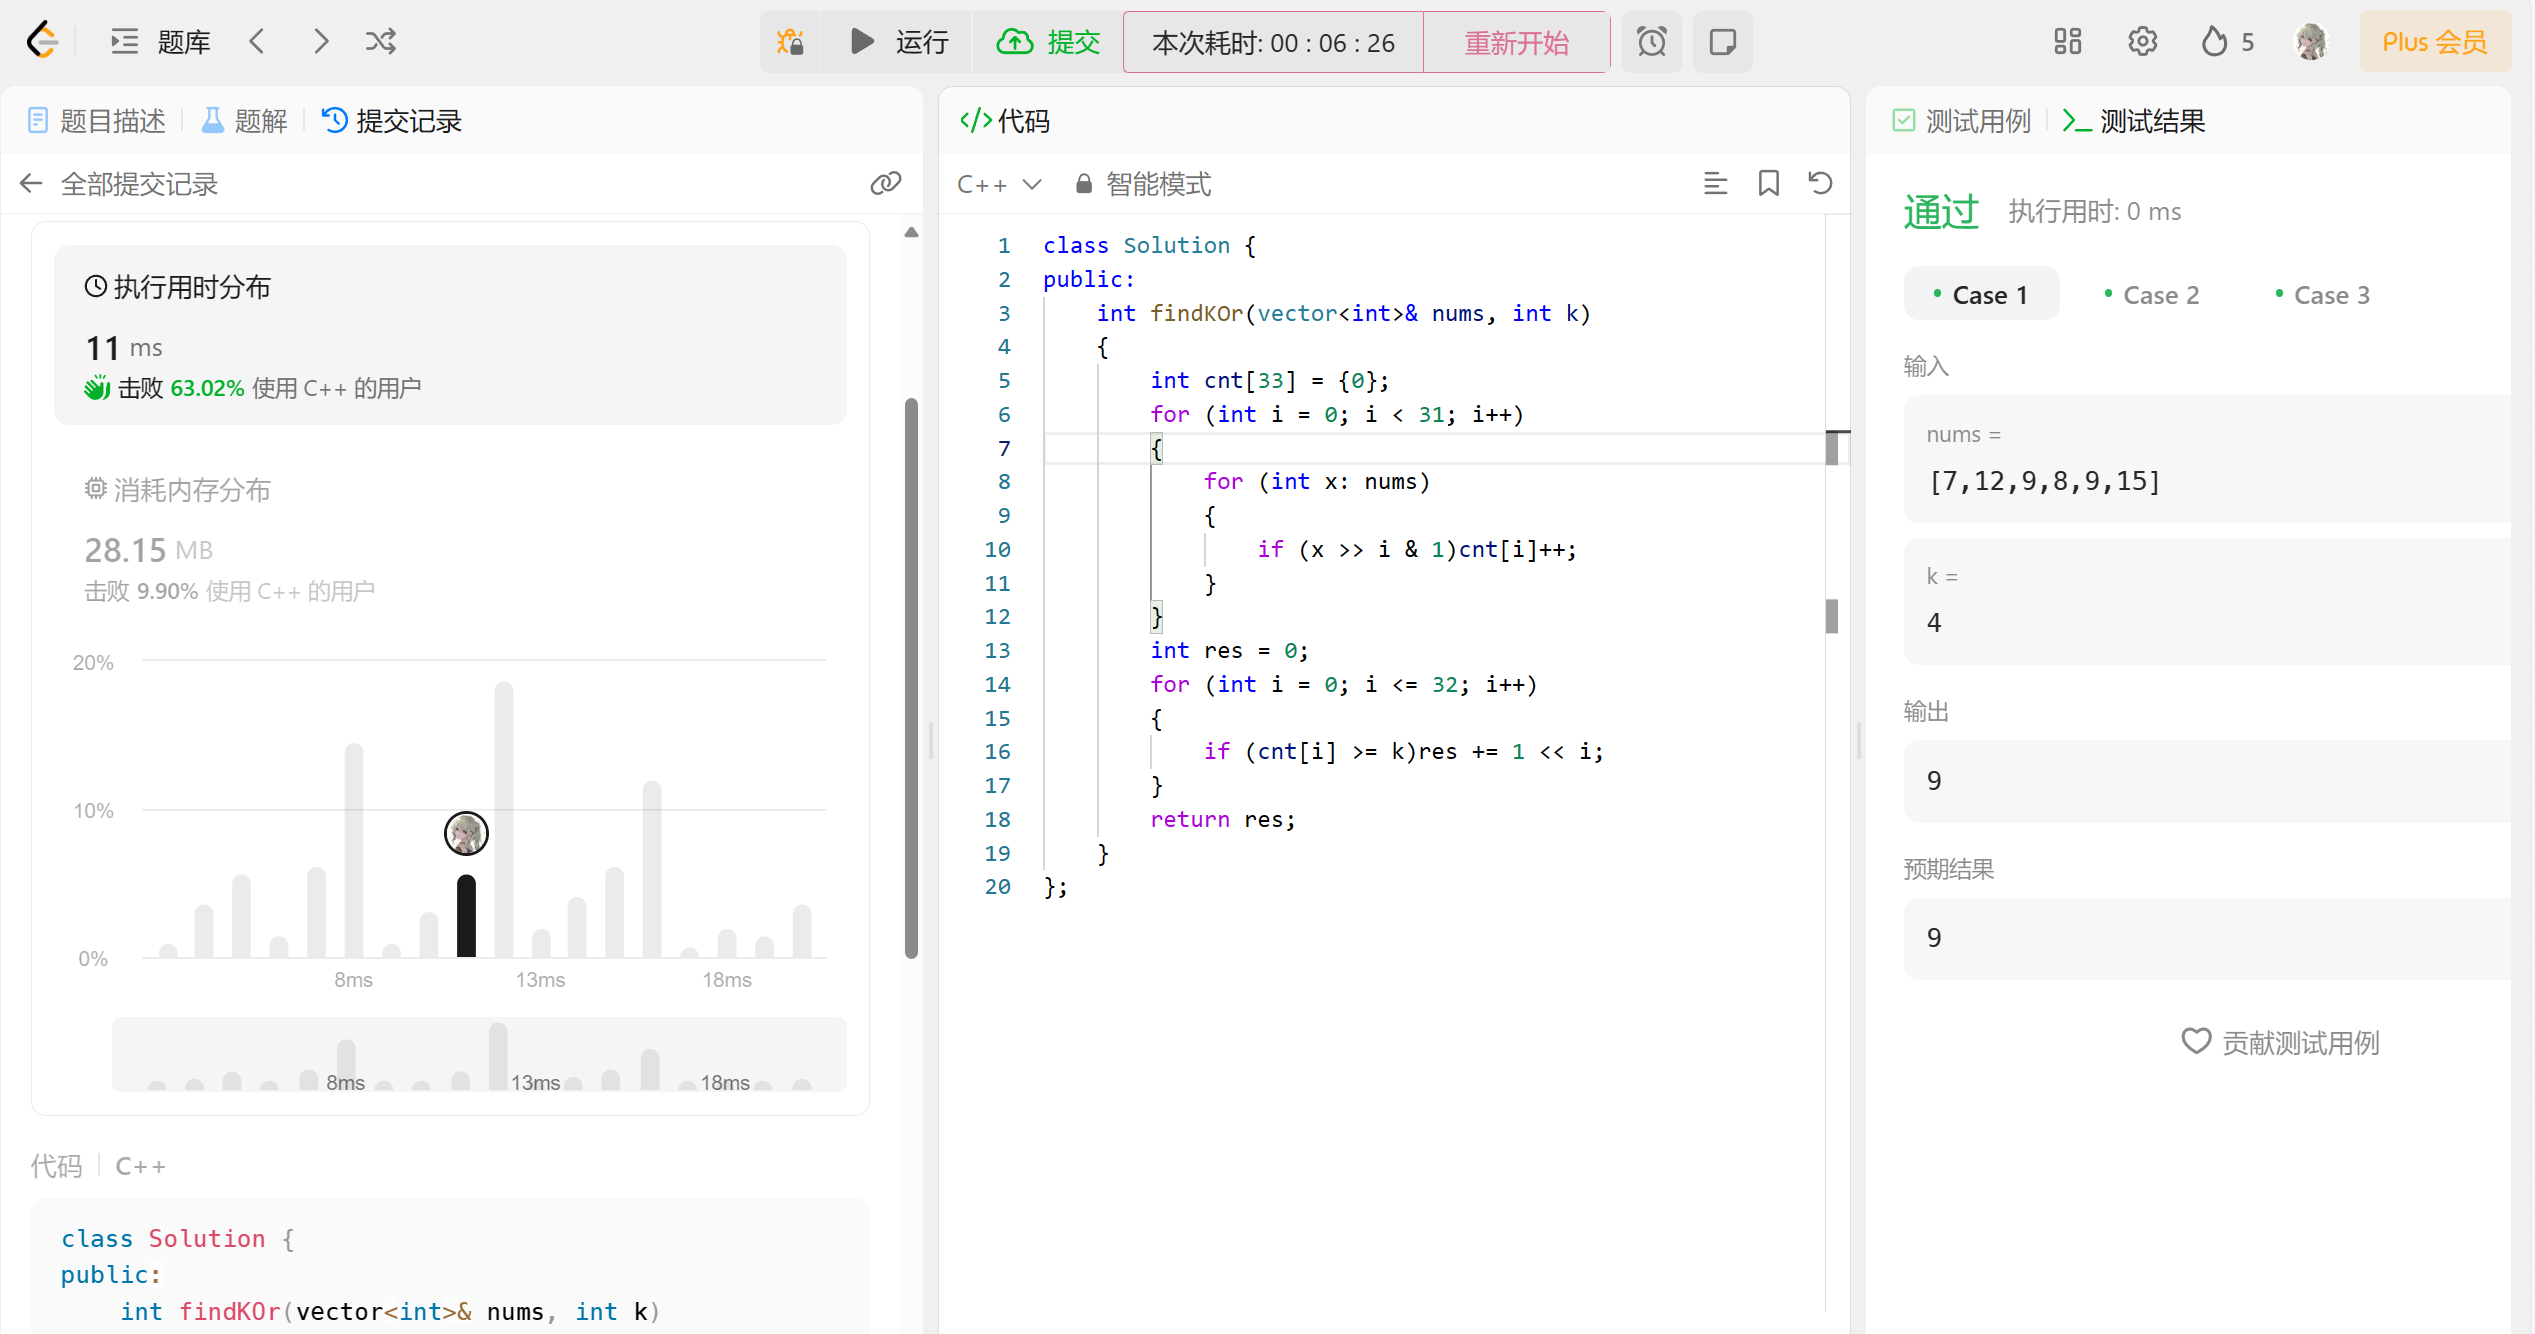 题库
运行
提交
本次耗时: 00 : 06 : 26
重新开始
5
Plus 会员
题目描述
题解
提交记录
全部提交记录
执行用时分布
11 ms
击败 63.02% 使用 C++ 的用户
消耗内存分布
28.15 MB
击败 9.90% 使用 C++ 的用户
20%
10%
0%
8ms 13ms 18ms
8ms 13ms 18ms
代码 C++
class Solution {
public:
    int findKOr(vector<int>& nums, int k)
</> 代码
C++ 智能模式
1 class Solution {
2 public:
3     int findKOr(vector<int>& nums, int k)
4     {
5         int cnt[33] = {0};
6         for (int i = 0; i < 31; i++)
7         {
8             for (int x: nums)
9             {
10                 if (x >> i & 1)cnt[i]++;
11             }
12         }
13         int res = 0;
14         for (int i = 0; i <= 32; i++)
15         {
16             if (cnt[i] >= k)res += 1 << i;
17         }
18         return res;
19     }
20 };
测试用例
测试结果
通过 执行用时: 0 ms
Case 1 Case 2 Case 3
输入
nums =
[7,12,9,8,9,15]
k =
4
输出
9
预期结果
9
贡献测试用例